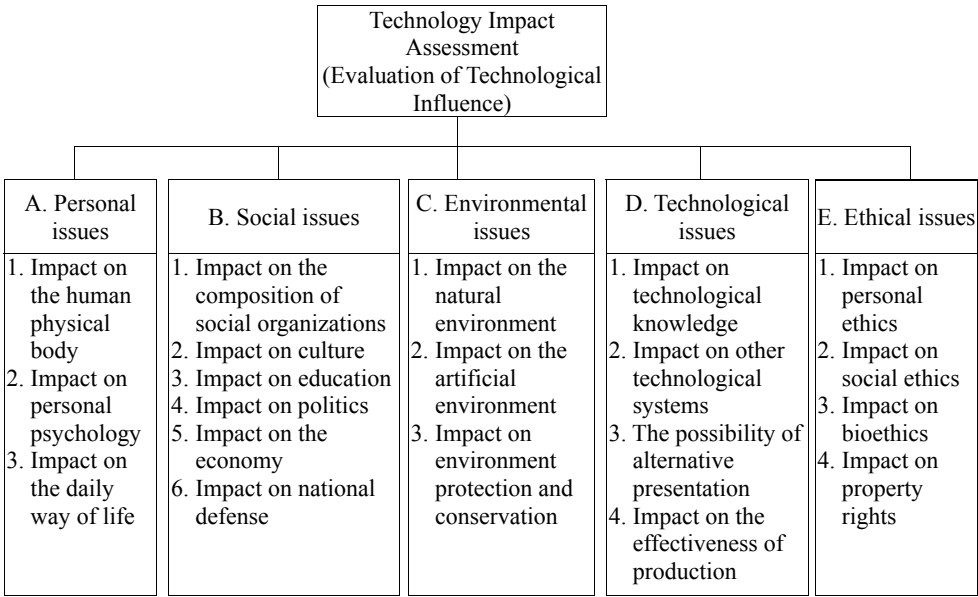 Technology Impact
Assessment
(Evaluation of Technological
Influence)
A. Personal
issues
1. Impact on
the human
physical
body
2. Impact on
personal
psychology
3. Impact on
the daily
way of life
B. Social issues
1. Impact on the
composition of
social organizations
2. Impact on culture
3. Impact on education
4. Impact on politics
5. Impact on the
economy
6. Impact on national
defense
C. Environmental
issues
1. Impact on the
natural
environment
2. Impact on the
artificial
environment
3. Impact on
environment
protection and
conservation
D. Technological
issues
1. Impact on
technological
knowledge
2. Impact on other
technological
systems
3. The possibility of
alternative
presentation
4. Impact on the
effectiveness of
production
E. Ethical issues
1. Impact on
personal
ethics
2. Impact on
social ethics
3. Impact on
bioethics
4. Impact on
property
rights